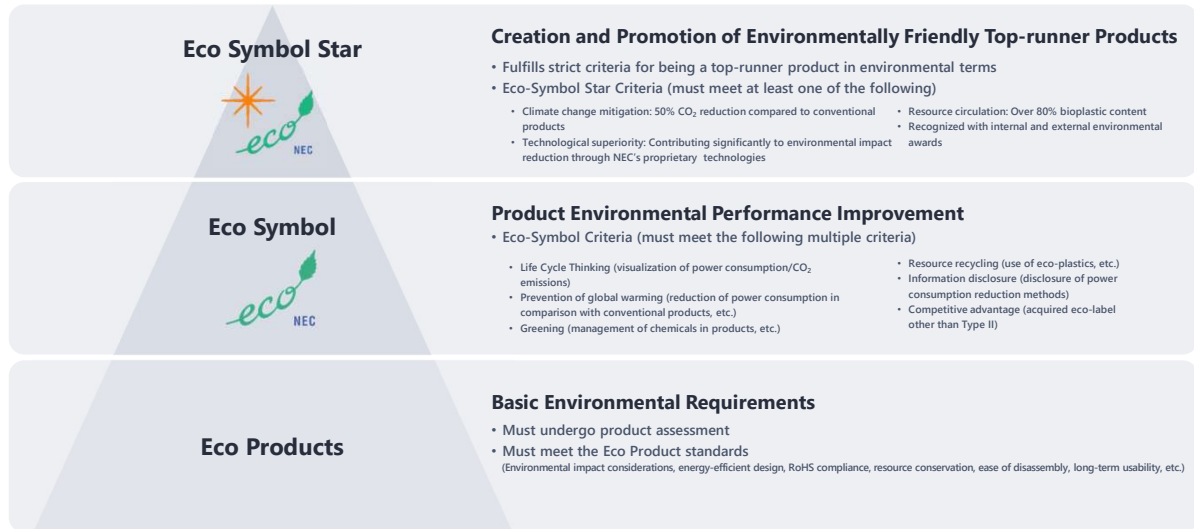 Eco Symbol Star
eco
NEC
Creation and Promotion of Environmentally Friendly Top-runner Products
• Fulfills strict criteria for being a top-runner product in environmental terms
• Eco-Symbol Star Criteria (must meet at least one of the following)
• Climate change mitigation: 50% CO₂ reduction compared to conventional
products
• Technological superiority: Contributing significantly to environmental impact
reduction through NEC's proprietary technologies
• Resource circulation: Over 80% bioplastic content
• Recognized with internal and external environmental
awards
Eco Symbol
eco
NEC
Product Environmental Performance Improvement
• Eco-Symbol Criteria (must meet the following multiple criteria)
• Life Cycle Thinking (visualization of power consumption/CO₂
emissions)
• Prevention of global warming (reduction of power consumption in
comparison with conventional products, etc.)
• Greening (management of chemicals in products, etc.)
• Resource recycling (use of eco-plastics, etc.)
• Information disclosure (disclosure of power
consumption reduction methods)
• Competitive advantage (acquired eco-label
other than Type II)
Eco Products
Basic Environmental Requirements
• Must undergo product assessment
• Must meet the Eco Product standards
(Environmental impact considerations, energy-efficient design, RoHS compliance, resource conservation, ease of disassembly, long-term usability, etc.)